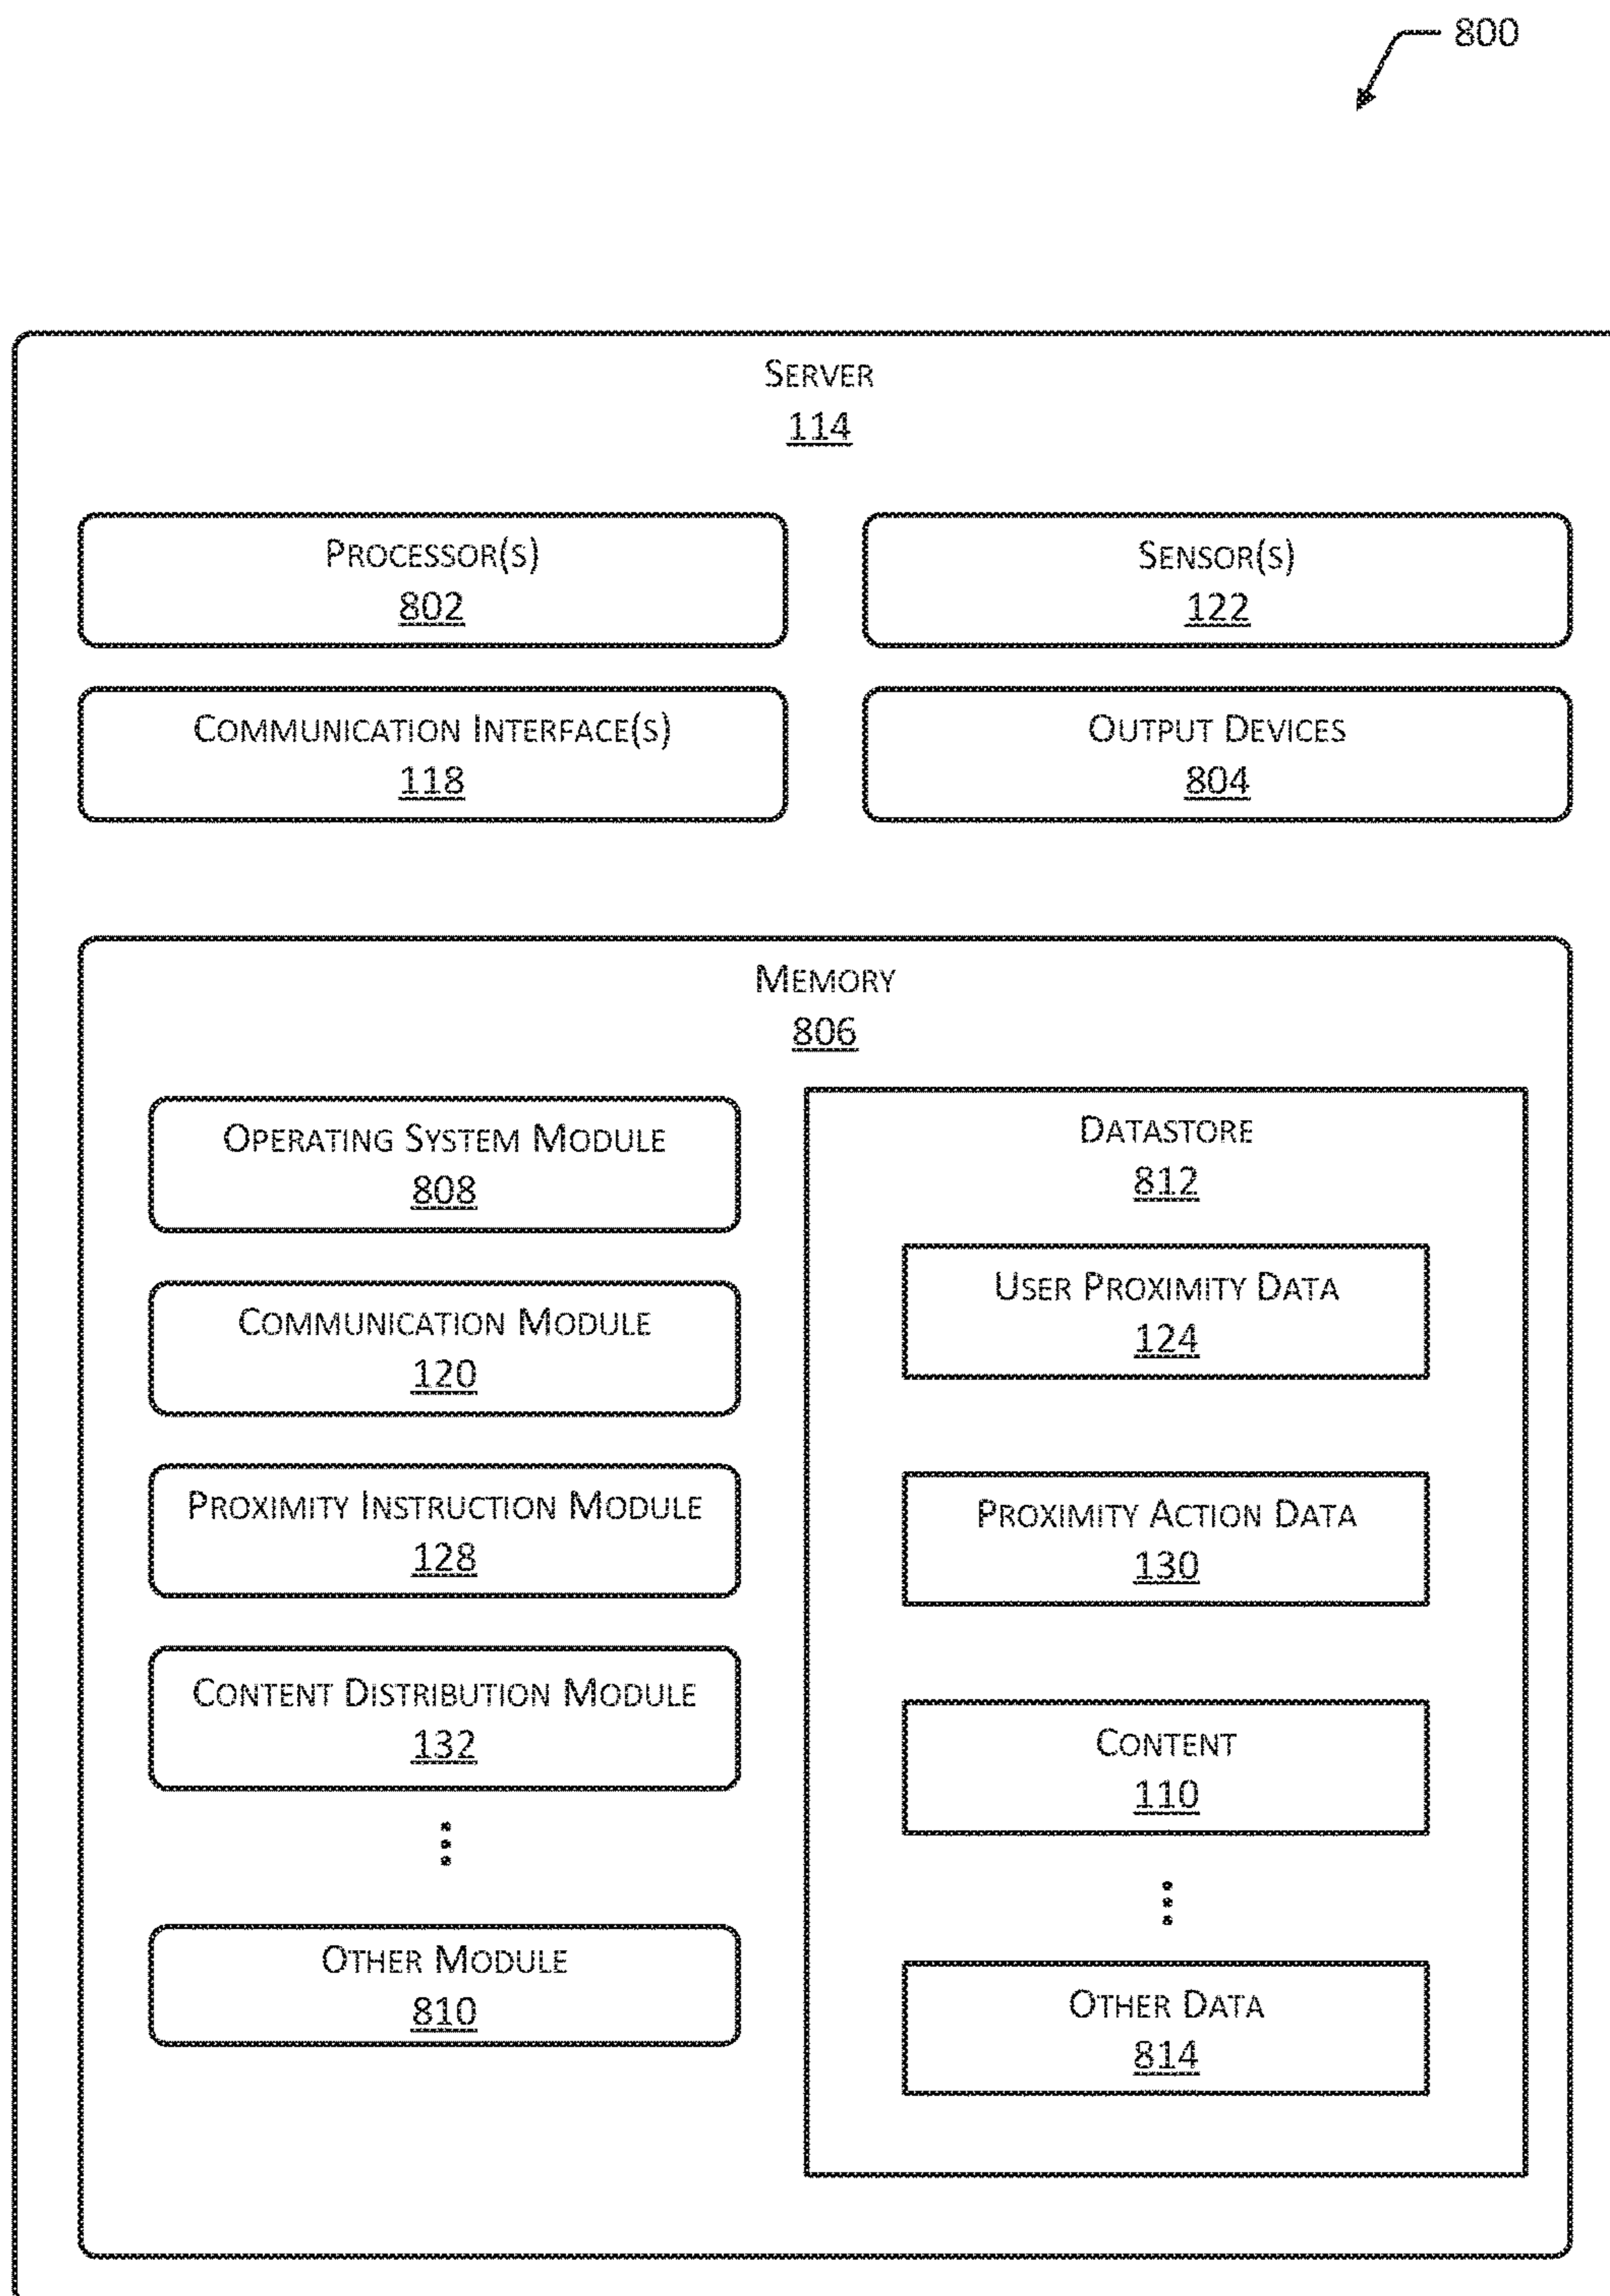 800
SERVER
114
PROCESSOR(S)
802
SENSOR(S)
122
COMMUNICATION INTERFACE(S)
118
OUTPUT DEVICES
804
MEMORY
806
OPERATING SYSTEM MODULE
808
COMMUNICATION MODULE
120
PROXIMITY INSTRUCTION MODULE
128
CONTENT DISTRIBUTION MODULE
132
OTHER MODULE
810
DATASTORE
812
USER PROXIMITY DATA
124
PROXIMITY ACTION DATA
130
CONTENT
110
OTHER DATA
814